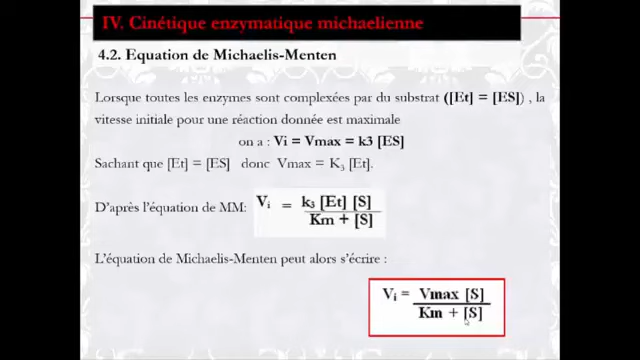 IV. Cinétique enzymatique michaelienne
4.2. Equation de Michaelis-Menten
Lorsque toutes les enzymes sont complexées par du substrat ([Et] = [ES]) , la
vitesse initiale pour une réaction donnée est maximale
on a : Vi = Vmax = k3 [ES]
Sachant que [Et] = [ES] donc Vmax = K3 [Et].
D'après l'équation de MM: Vi = k3 [Et] [S]
Km + [S]
L'équation de Michaelis-Menten peut alors s'écrire :
Vi = Vmax [S]
Km + [S]